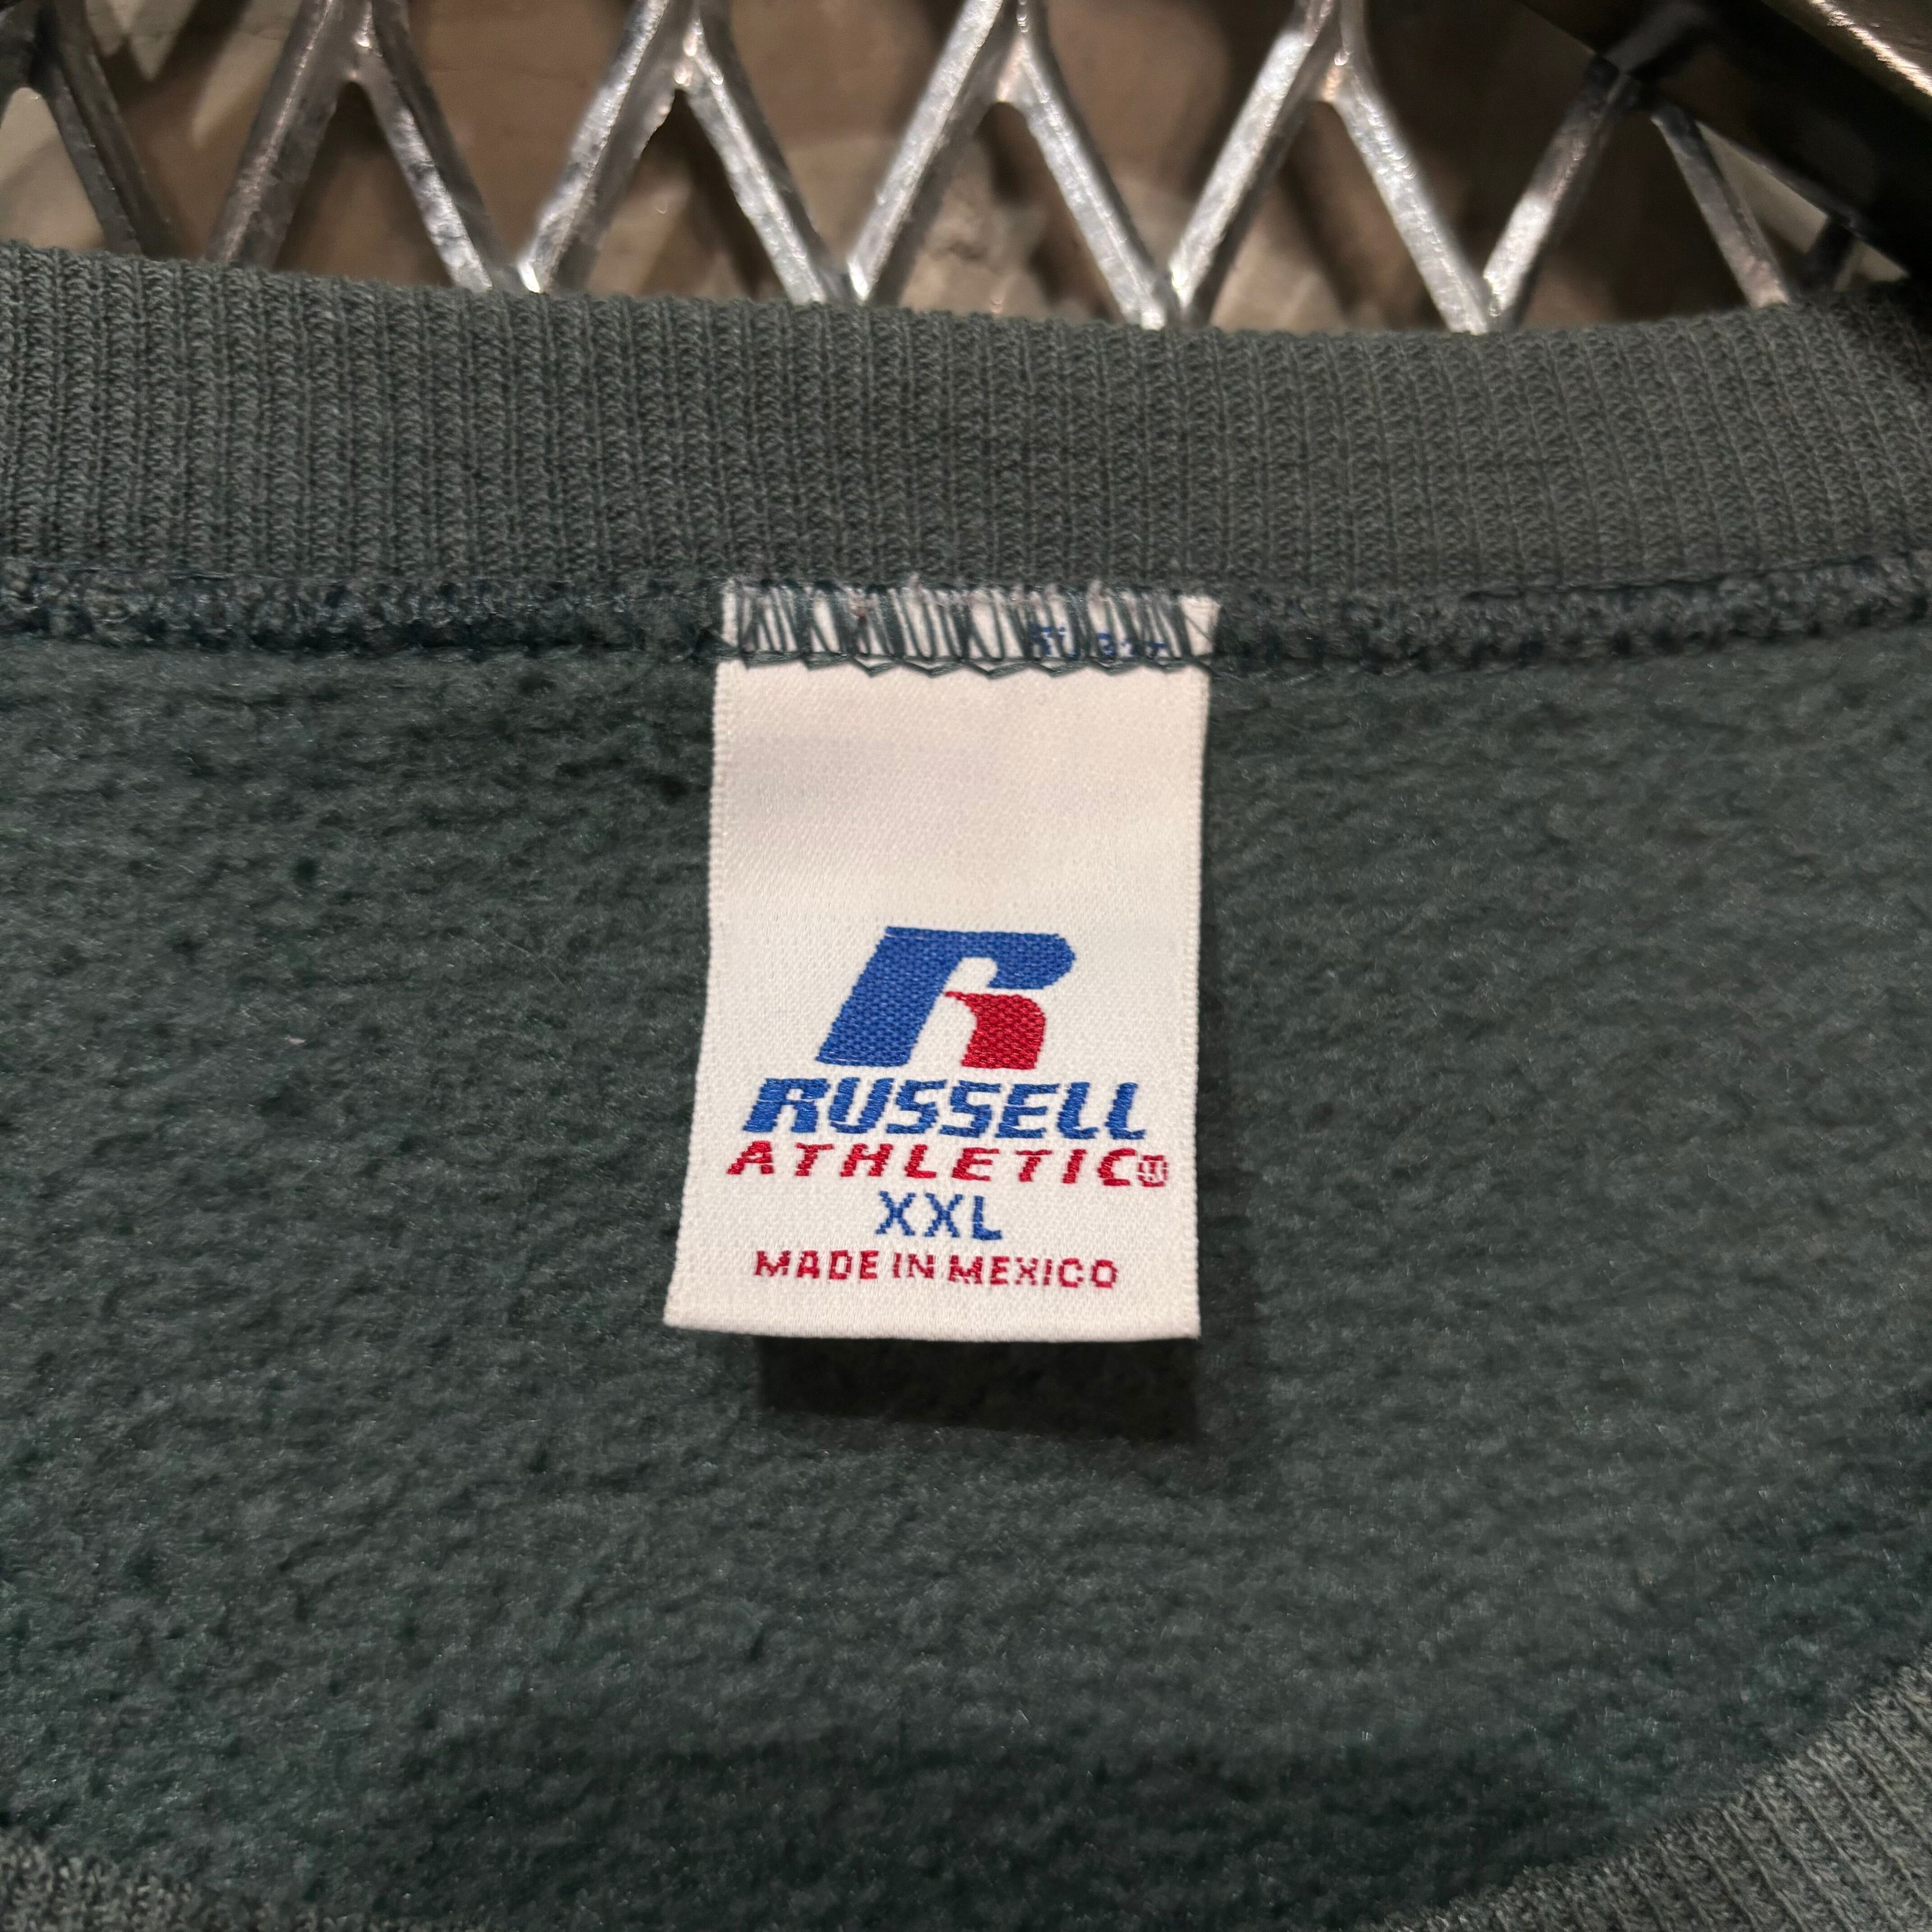 RUSSELL
ATHLETIC®
XXL
MADE IN MEXICO